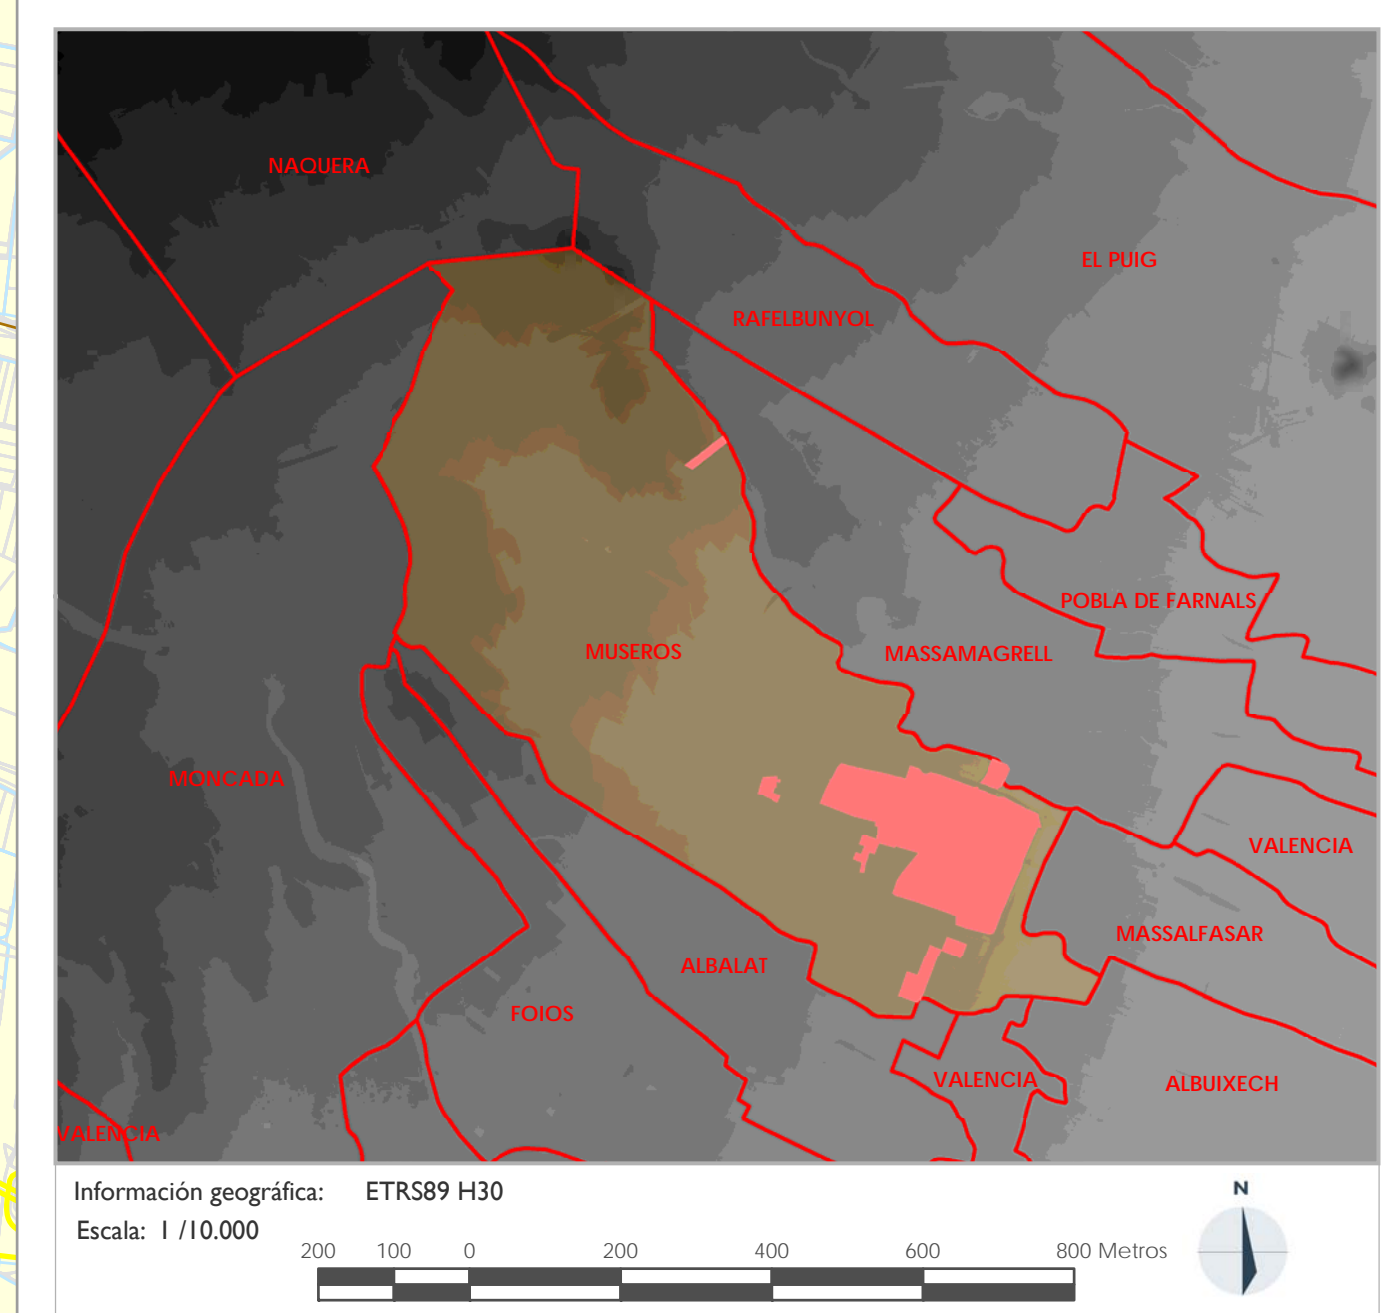 NAQUERA
EL PUIG
RAFELBUNYOL
POBLA DE FARNALS
MUSEROS
MASSAMAGRELL
MONCADA
VALENCIA
MASSALFASAR
ALBALAT
FOIOS
VALENCIA
ALBUIXECH
VALENCIA
Información geográfica: ETRS89 H30
N
Escala: 1 /10.000
200 100 0 200 400 600 800 Metros